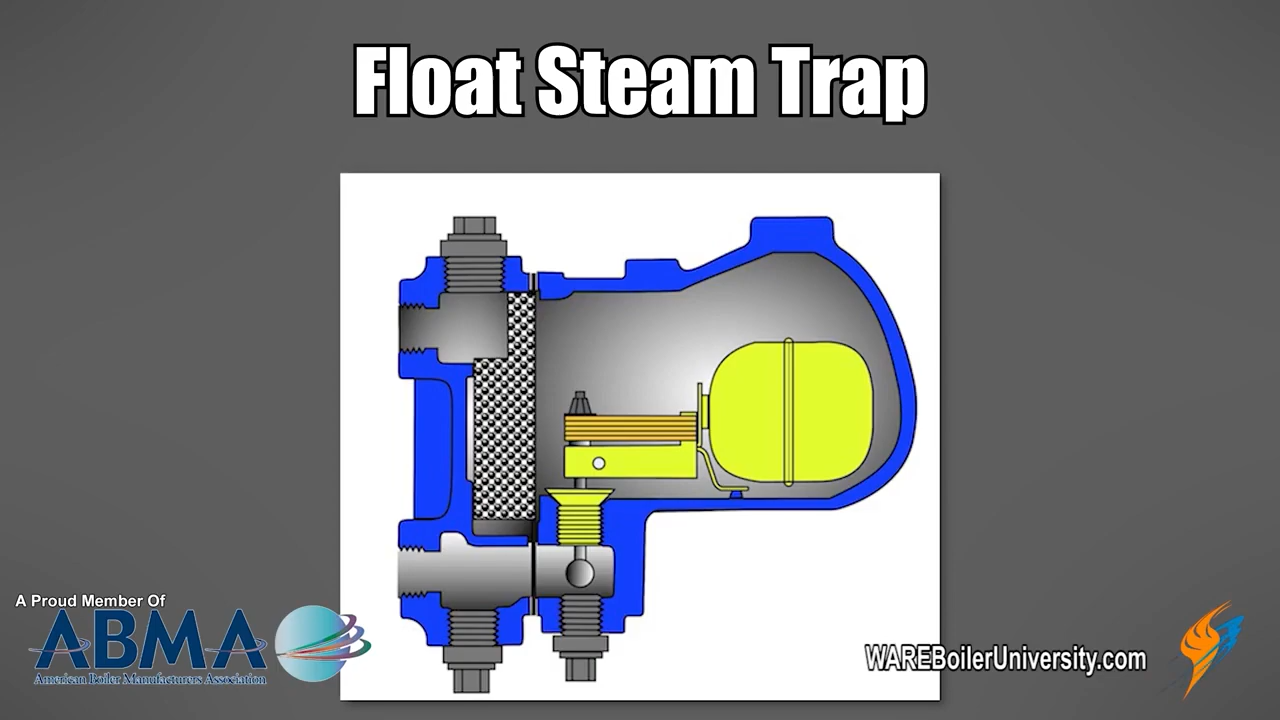 Float Steam Trap
A Proud Member Of
ABMA
American Boiler Manufacturers Association
WAREBoilerUniversity.com